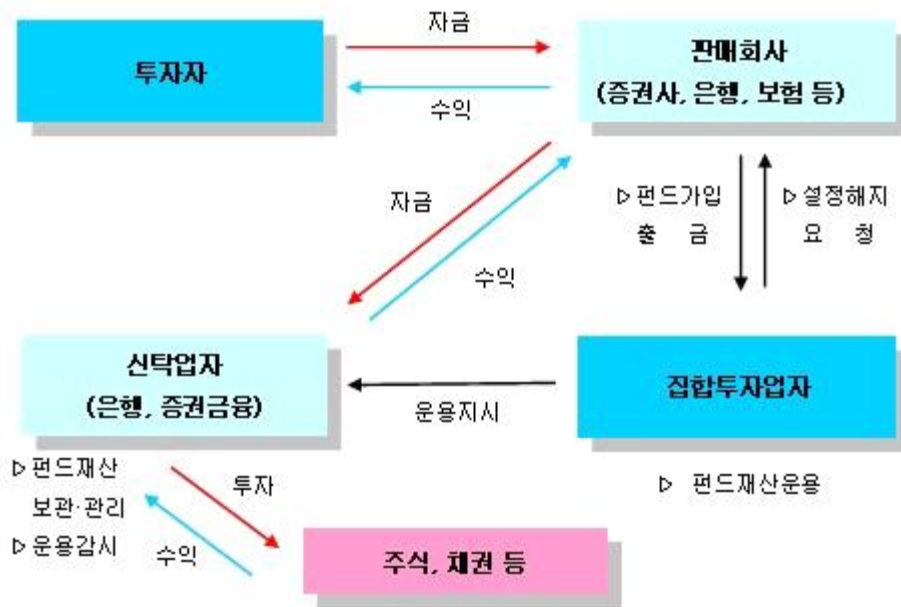 자금
투자자
판매회사
(증권사, 은행, 보험 등)
수익
자금
▷펀드가입
출 금
▷설정해지
요 청
수익
신탁업자
(은행, 증권금융)
집합투자업자
운용지시
▷펀드재산
보관·관리
▷운용감시
투자
수익
▷ 펀드재산운용
주식, 채권 등